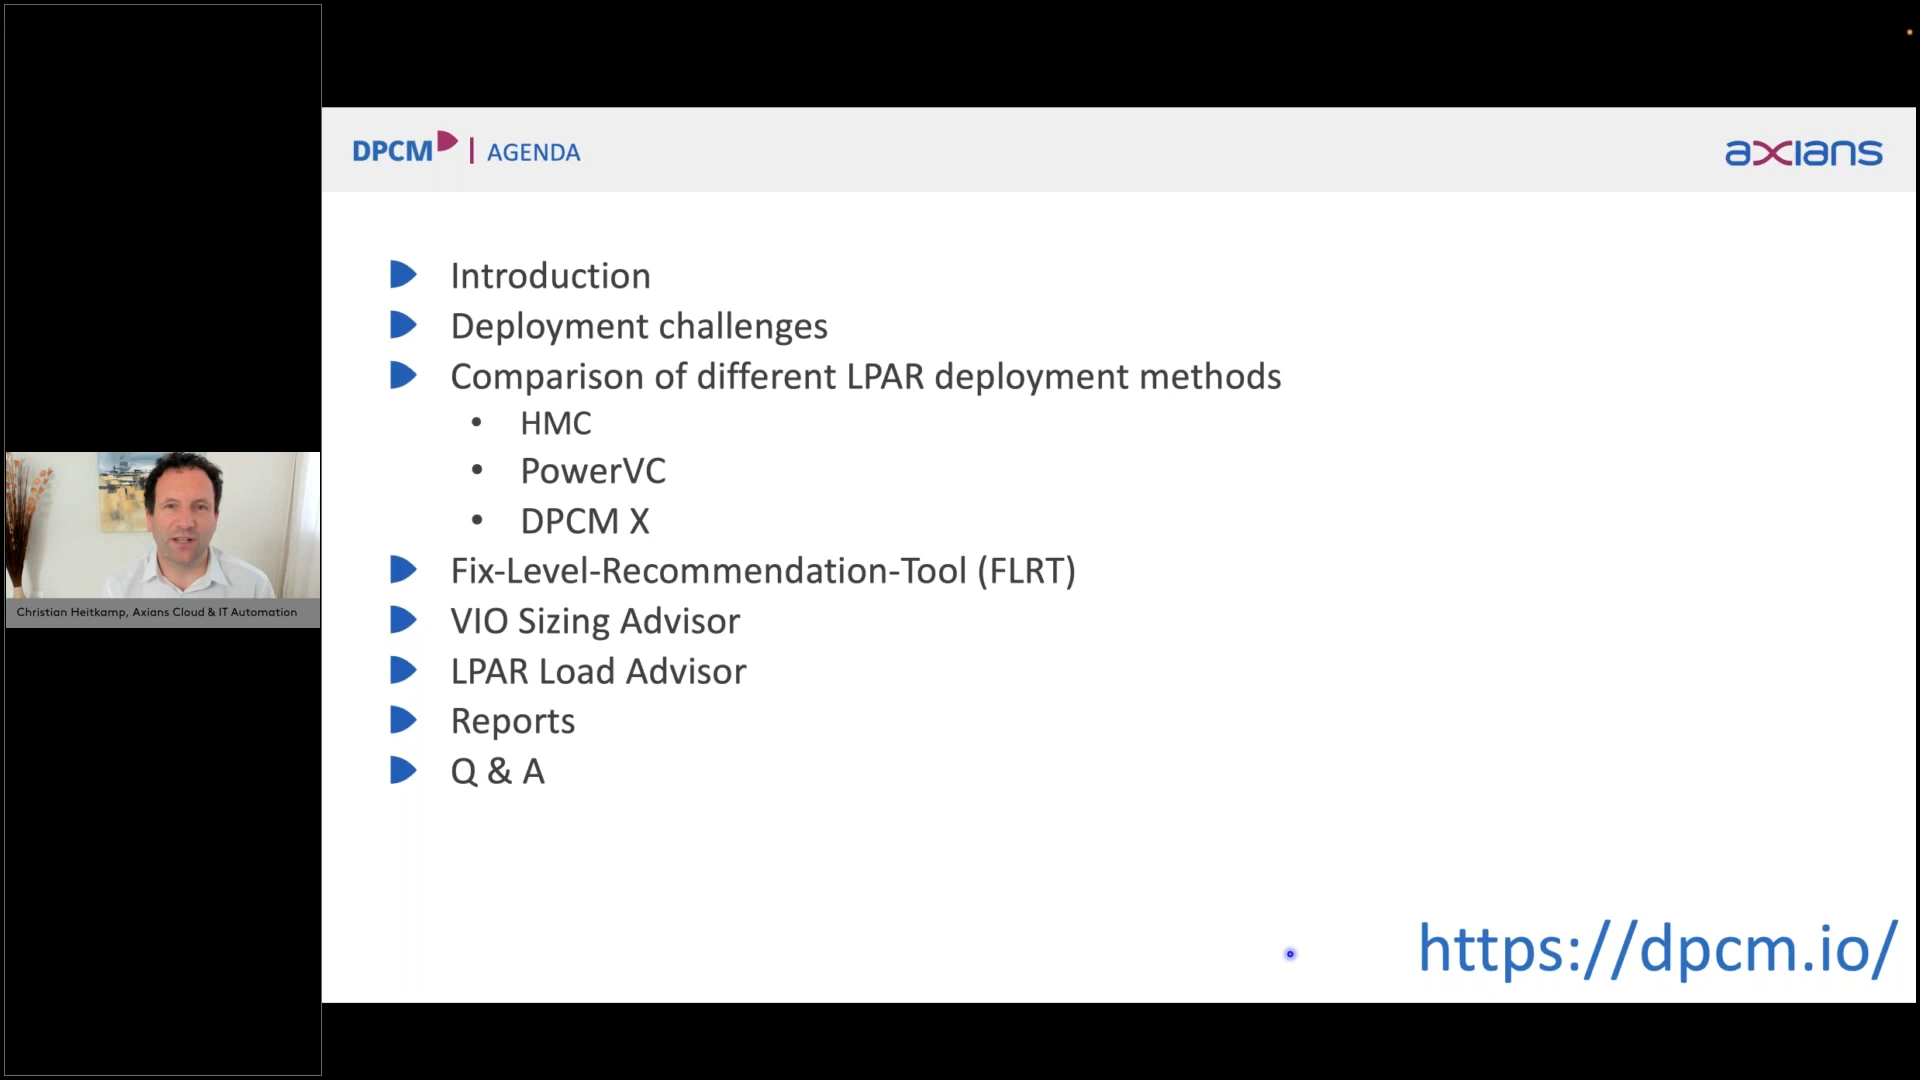 DPCM | AGENDA
axians
Introduction
Deployment challenges
Comparison of different LPAR deployment methods
• HMC
• PowerVC
• DPCM X
Fix-Level-Recommendation-Tool (FLRT)
VIO Sizing Advisor
LPAR Load Advisor
Reports
Q & A
Christian Heitkamp, Axians Cloud & IT Automation
https://dpcm.io/